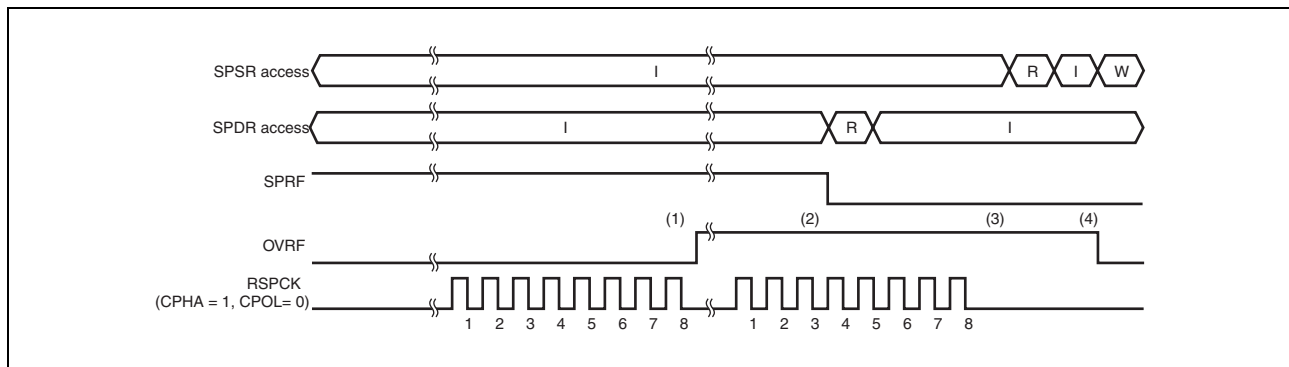 SPSR access I R I W
SPDR access I R I
SPRF
(1) (2) (3) (4)
OVRF
RSPCK
(CPHA = 1, CPOL= 0)
1 2 3 4 5 6 7 8 1 2 3 4 5 6 7 8